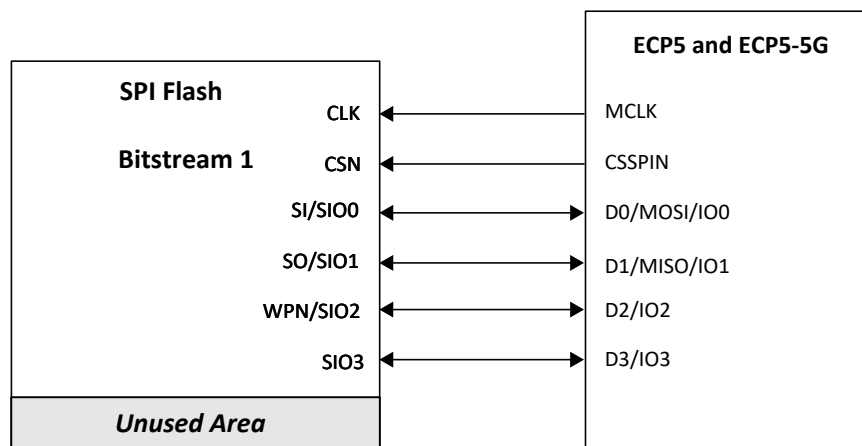 ECP5 and ECP5-5G
SPI Flash
CLK
MCLK
Bitstream 1
CSN
CSSPIN
SI/SIO0
D0/MOSI/IO0
SO/SIO1
D1/MISO/IO1
WPN/SIO2
D2/IO2
SIO3
D3/IO3
Unused Area